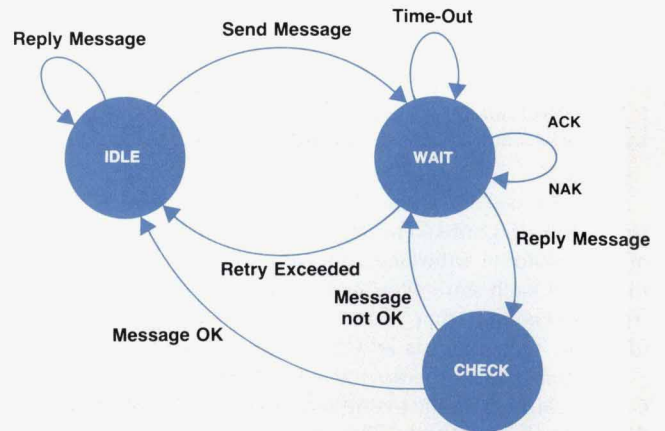 Time-Out
Send Message
Reply Message
ACK
IDLE
WAIT
NAK
Reply Message
Retry Exceeded
Message
not OK
Message OK
CHECK